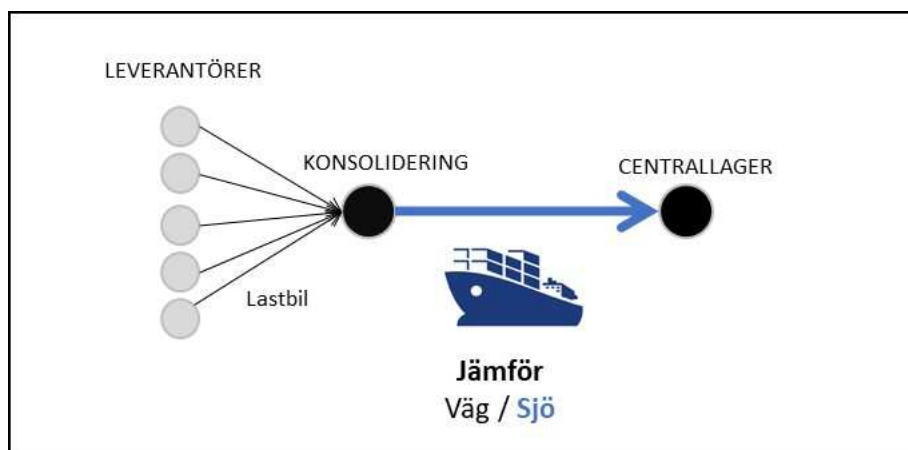 LEVERANTÖRER
KONSOLIDERING
CENTRALLAGER
Lastbil
Jämför
Väg / Sjö